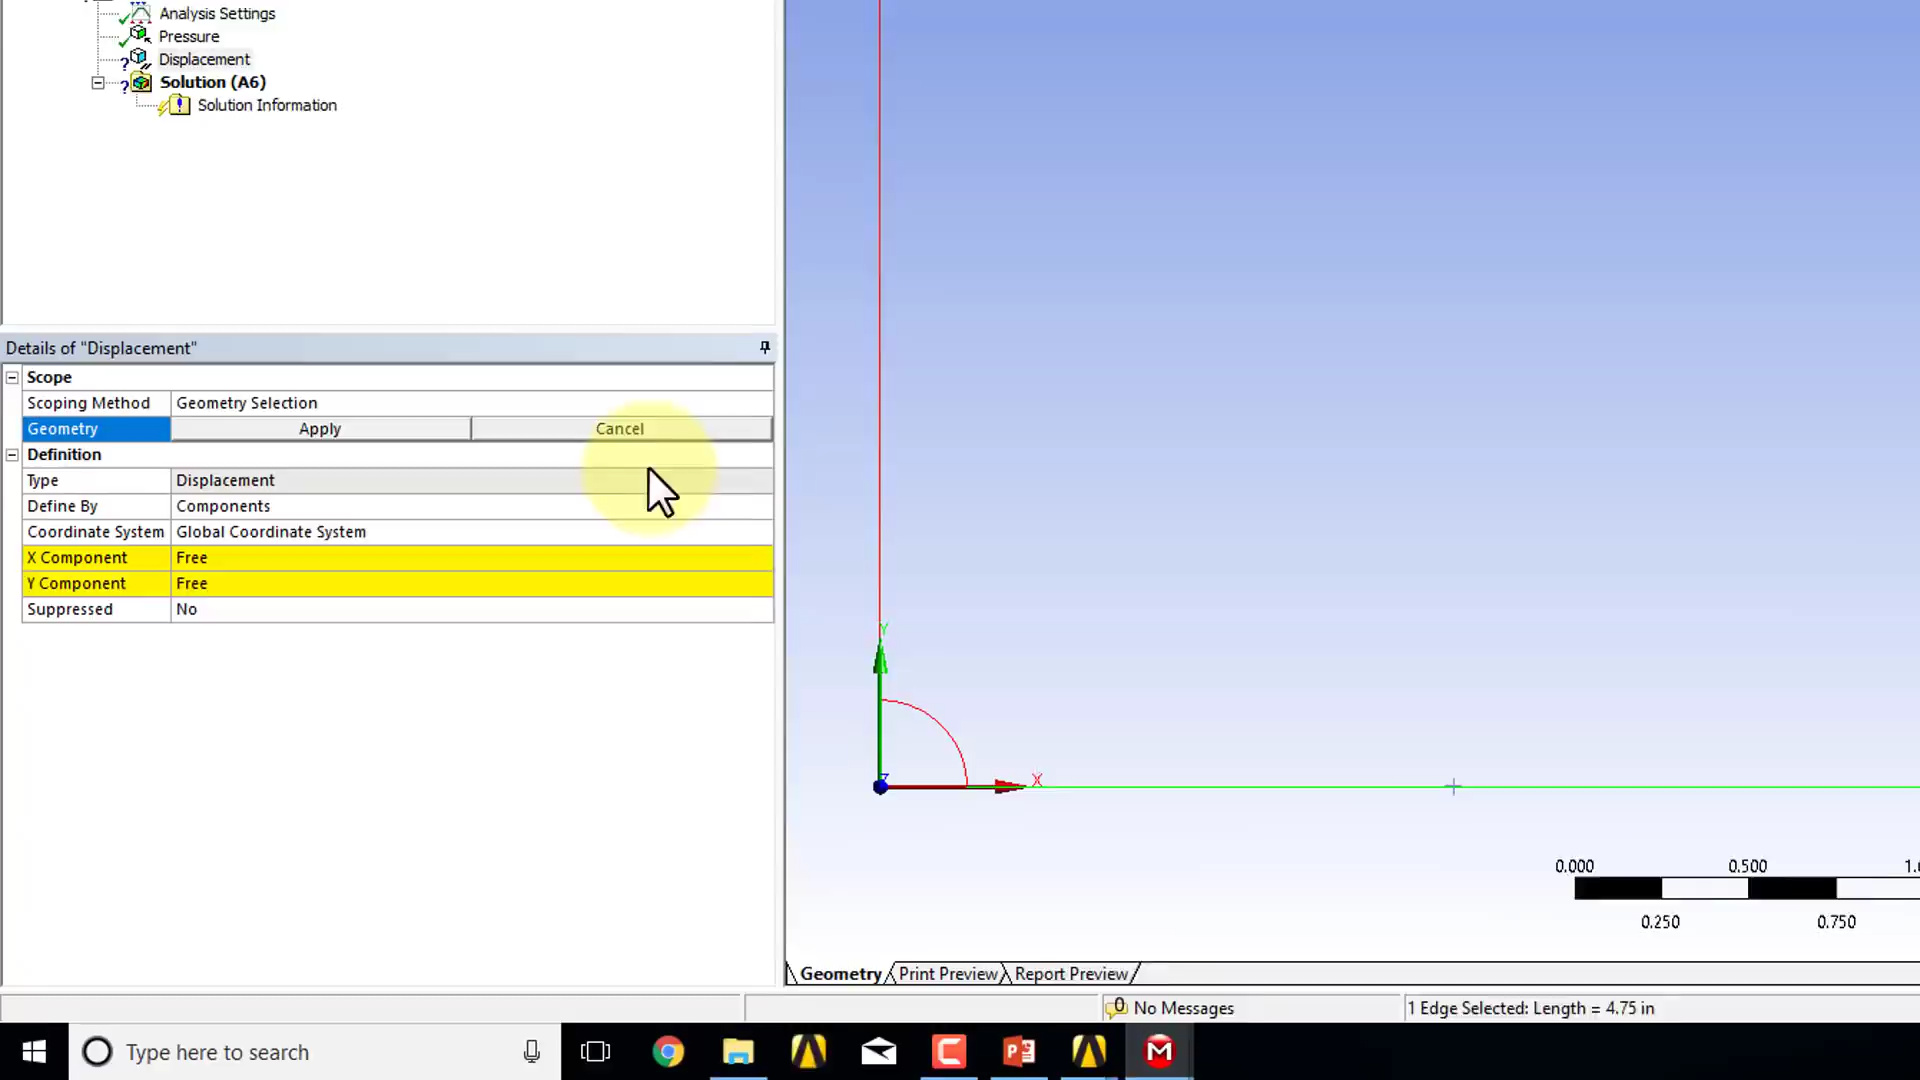 Analysis Settings
Pressure
Displacement
Solution (A6)
Solution Information
Details of "Displacement"
Scope
Scoping Method Geometry Selection
Geometry Apply Cancel
Definition
Type Displacement
Define By Components
Coordinate System Global Coordinate System
X Component Free
Y Component Free
Suppressed No
Y
Z
X
0.000 0.500 1.0
0.250 0.750
Geometry Print Preview Report Preview
0 No Messages 1 Edge Selected: Length = 4.75 in
Type here to search